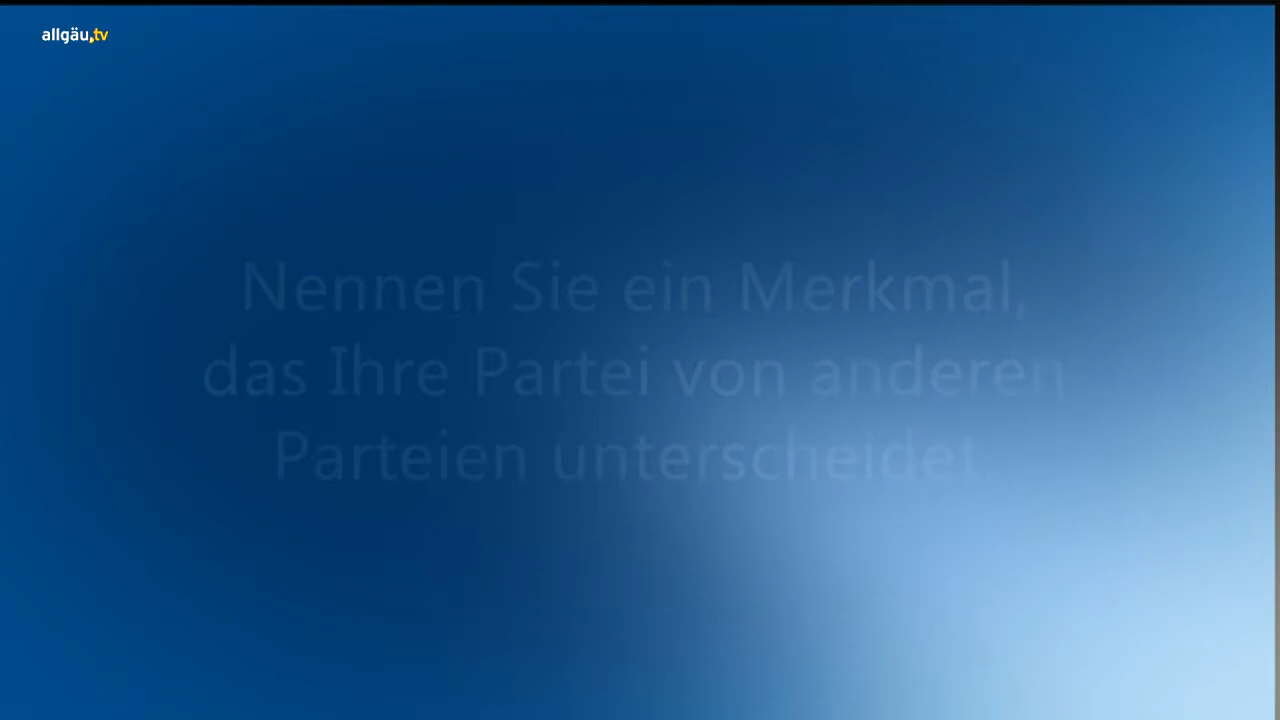 allgäu.tv
Nennen Sie ein Merkmal,
das Ihre Partei von anderen
Parteien unterscheidet